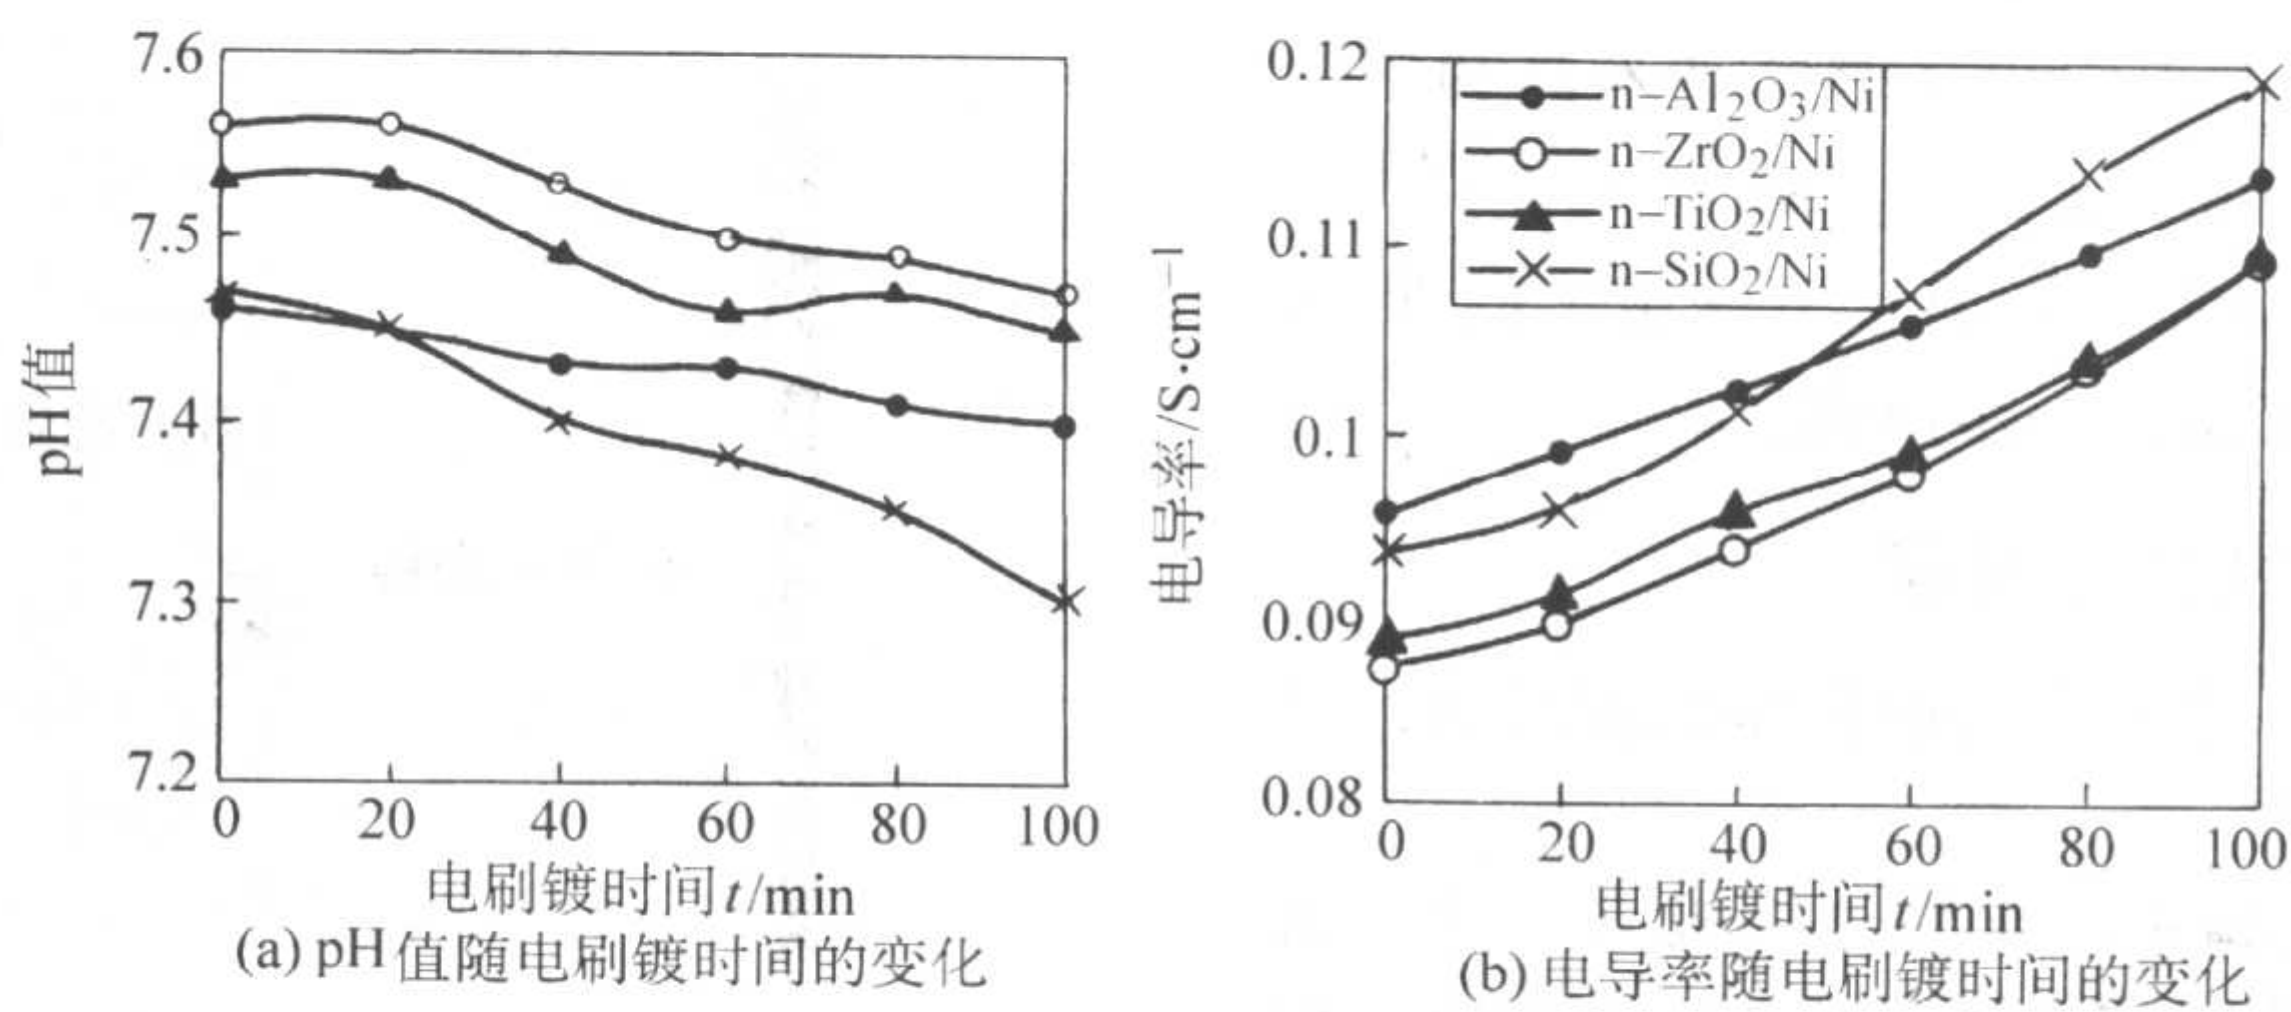 7.6
7.5
7.4
7.3
7.2
pH值
0 20 40 60 80 100
电刷镀时间t/min
(a) pH值随电刷镀时间的变化
0.12
0.11
0.1
0.09
0.08
电导率/S·cm⁻¹
n-Al₂O₃/Ni
n-ZrO₂/Ni
n-TiO₂/Ni
n-SiO₂/Ni
0 20 40 60 80 100
电刷镀时间t/min
(b) 电导率随电刷镀时间的变化